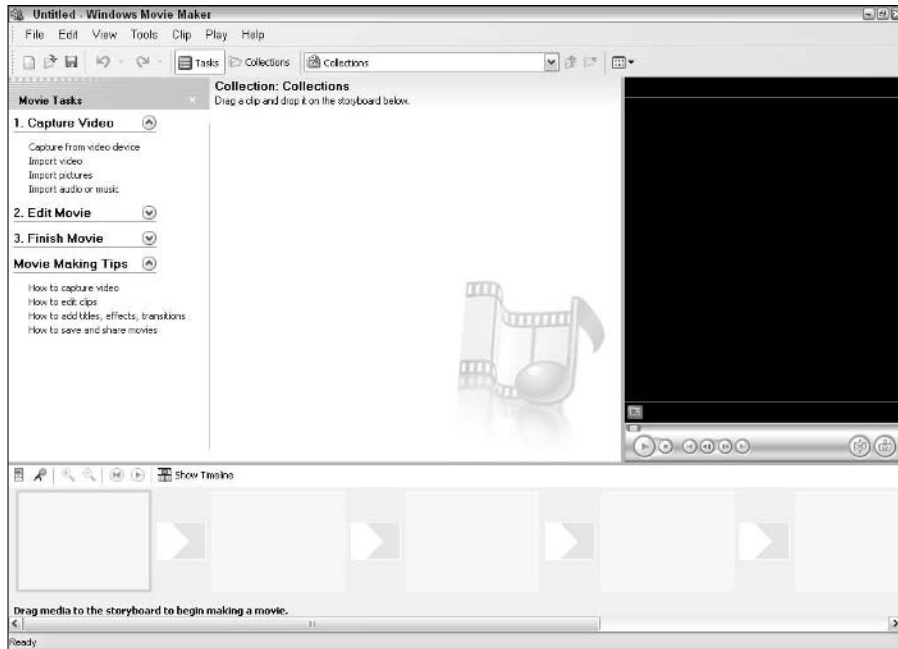 Untitled - Windows Movie Maker
File Edit View Tools Clip Play Help
Tasks Collections Collections
Movie Tasks
Collection: Collections
Drag a clip and drop it on the storyboard below.
1. Capture Video
Capture from video device
Import video
Import pictures
Import audio or music
2. Edit Movie
3. Finish Movie
Movie Making Tips
How to capture video
How to edit clips
How to add titles, effects, transitions
How to save and share movies
Show Timeline
Drag media to the storyboard to begin making a movie.
Ready